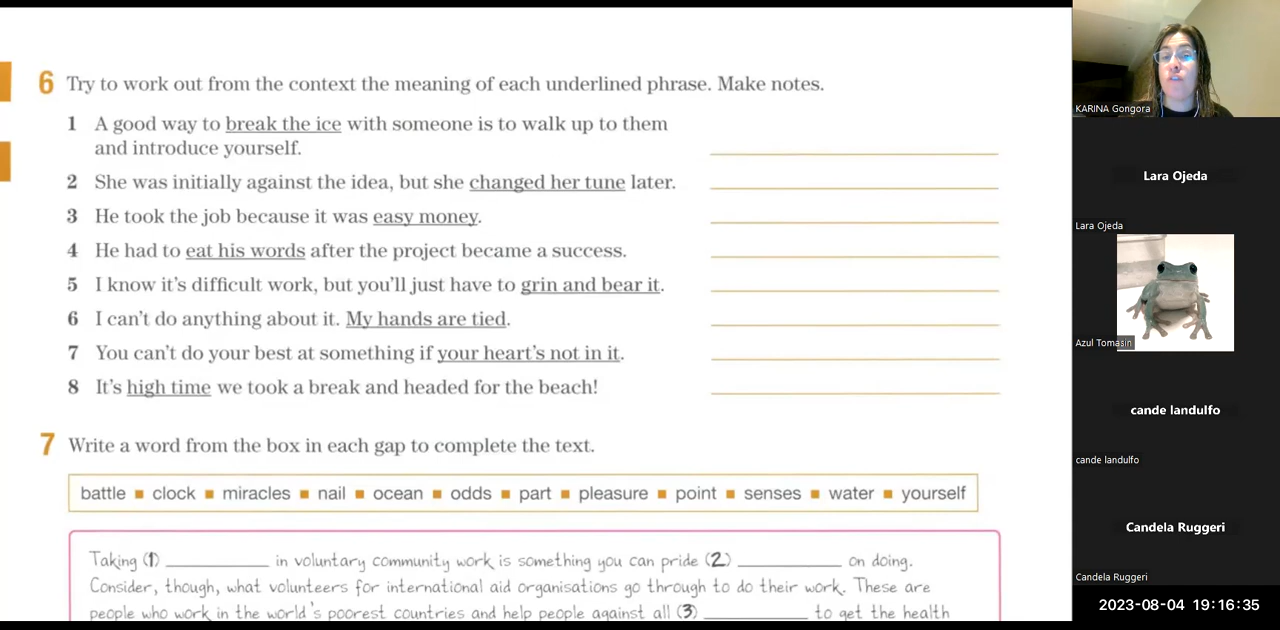 6 Try to work out from the context the meaning of each underlined phrase. Make notes.
1 A good way to break the ice with someone is to walk up to them
and introduce yourself.
2 She was initially against the idea, but she changed her tune later.
3 He took the job because it was easy money.
4 He had to eat his words after the project became a success.
5 I know it's difficult work, but you'll just have to grin and bear it.
6 I can't do anything about it. My hands are tied.
7 You can't do your best at something if your heart's not in it.
8 It's high time we took a break and headed for the beach!
7 Write a word from the box in each gap to complete the text.
battle ■ clock ■ miracles ■ nail ■ ocean ■ odds ■ part ■ pleasure ■ point ■ senses ■ water ■ yourself
Taking (1) __________ in voluntary community work is something you can pride (2) __________ on doing.
Consider, though, what volunteers for international aid organisations go through to do their work. These are
people who work in the world's poorest countries and help people against all (3) __________ to get the health
KARINA Gongora
Lara Ojeda
Lara Ojeda
Azul Tomasin
cande landulfo
cande landulfo
Candela Ruggeri
Candela Ruggeri
2023-08-04 19:16:35